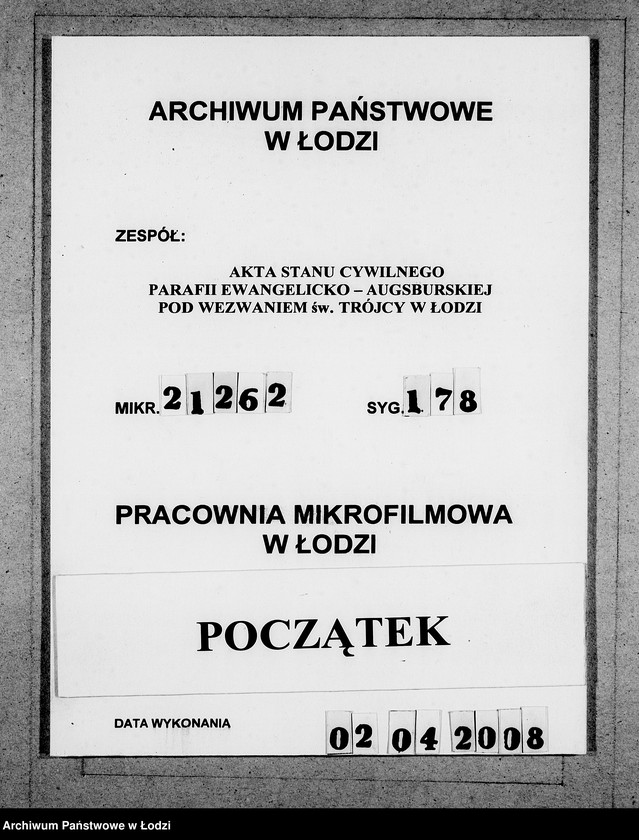 ARCHIWUM PAŃSTWOWE
W ŁODZI
ZESPÓŁ:
AKTA STANU CYWILNEGO
PARAFII EWANGELICKO – AUGSBURSKIEJ
POD WEZWANIEM św. TRÓJCY W ŁODZI
MIKR. 21262 SYG. 178
PRACOWNIA MIKROFILMOWA
W ŁODZI
POCZĄTEK
DATA WYKONANIA 02 04 2008
Archiwum Państwowe w Łodzi